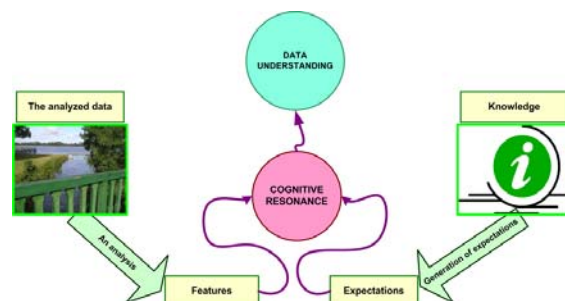 DATA
UNDERSTANDING
The analyzed data
Knowledge
i
COGNITIVE
RESONANCE
An analysis
Generation of expectations
Features
Expectations